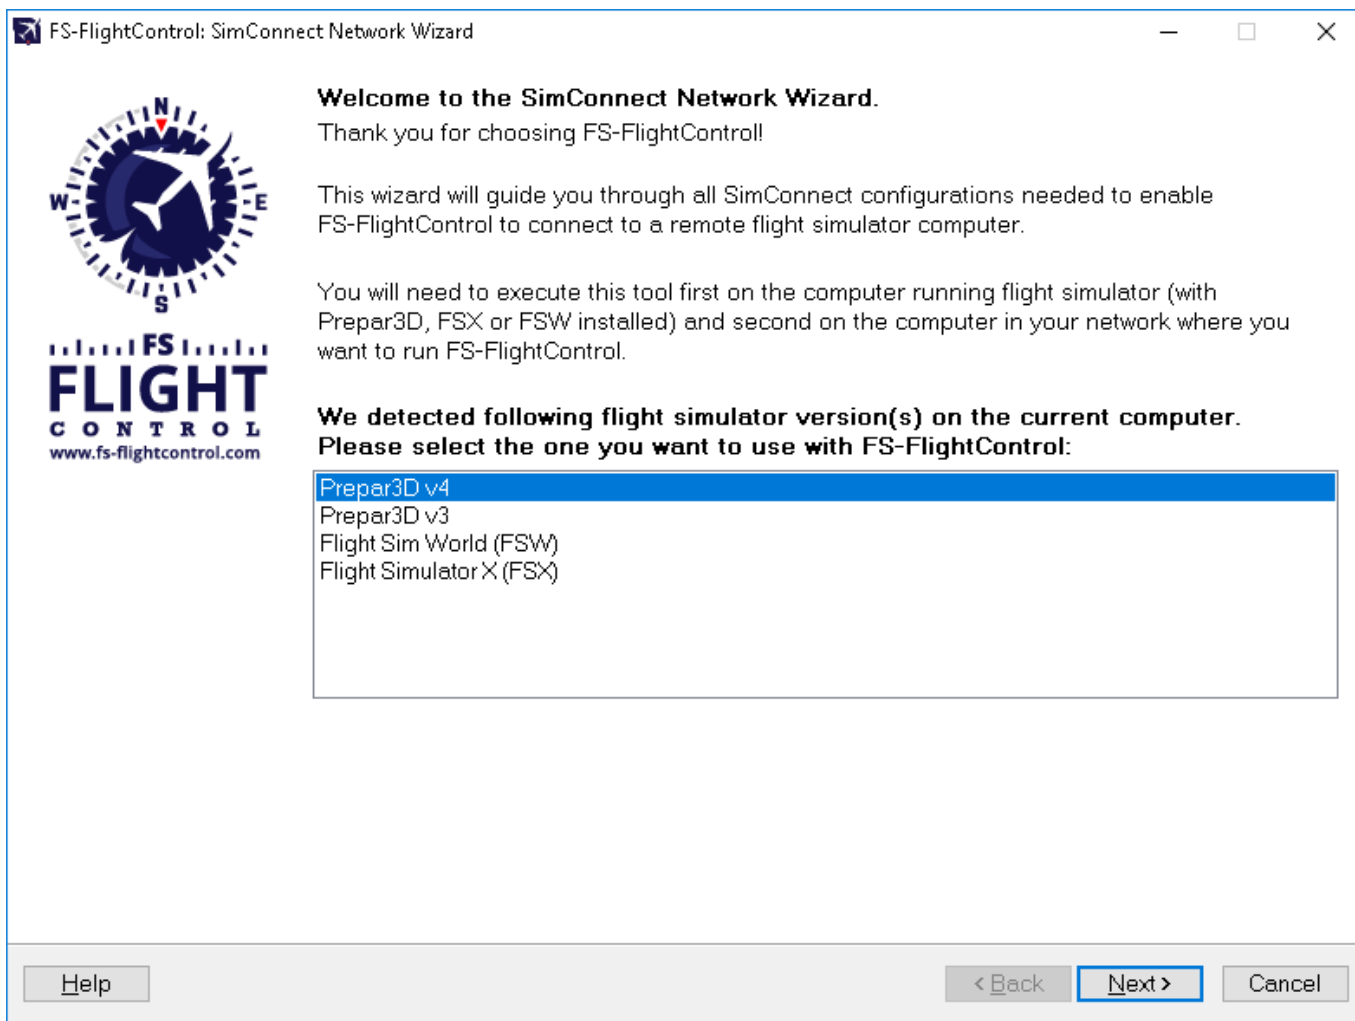 FS-FlightControl: SimConnect Network Wizard
N
W
E
S
FS
FLIGHT
CONTROL
www.fs-flightcontrol.com
Welcome to the SimConnect Network Wizard.
Thank you for choosing FS-FlightControl!
This wizard will guide you through all SimConnect configurations needed to enable
FS-FlightControl to connect to a remote flight simulator computer.
You will need to execute this tool first on the computer running flight simulator (with
Prepar3D, FSX or FSW installed) and second on the computer in your network where you
want to run FS-FlightControl.
We detected following flight simulator version(s) on the current computer.
Please select the one you want to use with FS-FlightControl:
Prepar3D v4
Prepar3D v3
Flight Sim World (FSW)
Flight Simulator X (FSX)
Help
< Back
Next >
Cancel